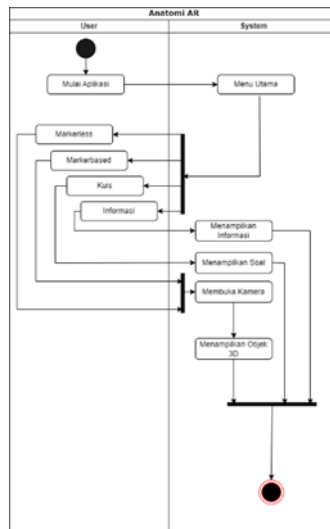 Anatomi AR
User
System
Mulai Aplikasi
Menu Utama
Markerless
Markerbased
Kuis
Informasi
Menampilkan
Informasi
Menampilkan Soal
Membuka Kamera
Menampilkan Objek
3D